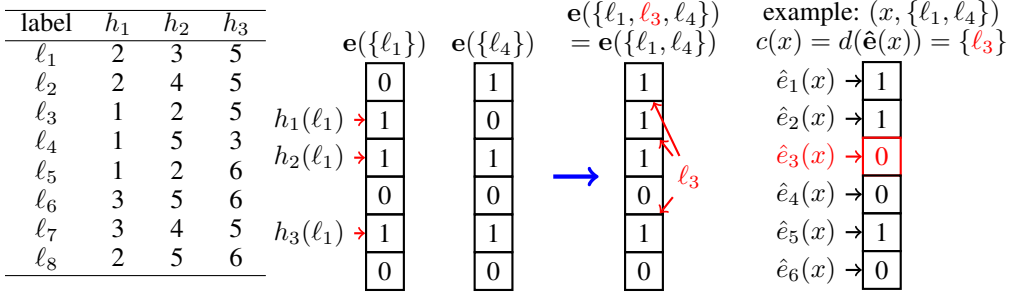 label h₁ h₂ h₃
ℓ₁ 2 3 5
ℓ₂ 2 4 5
ℓ₃ 1 2 5
ℓ₄ 1 5 3
ℓ₅ 1 2 6
ℓ₆ 3 5 6
ℓ₇ 3 4 5
ℓ₈ 2 5 6
e({ℓ₁})
0
h₁(ℓ₁) → 1
h₂(ℓ₁) → 1
0
h₃(ℓ₁) → 1
0
e({ℓ₄})
1
0
1
0
1
0
e({ℓ₁, ℓ₃, ℓ₄})
= e({ℓ₁, ℓ₄})
1
1
1
0
1
0
ℓ₃
example: (x, {ℓ₁, ℓ₄})
c(x) = d(ê(x)) = {ℓ₃}
ê₁(x) → 1
ê₂(x) → 1
ê₃(x) → 0
ê₄(x) → 0
ê₅(x) → 1
ê₆(x) → 0